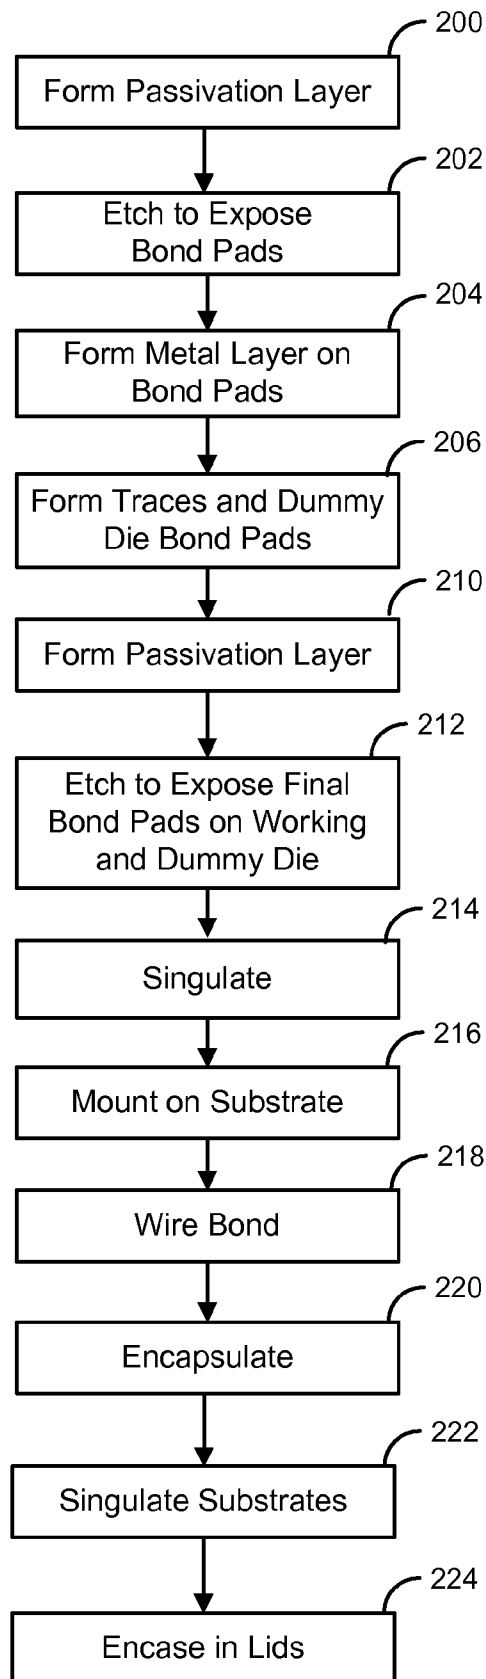 200
Form Passivation Layer
202
Etch to Expose
Bond Pads
204
Form Metal Layer on
Bond Pads
206
Form Traces and Dummy
Die Bond Pads
210
Form Passivation Layer
212
Etch to Expose Final
Bond Pads on Working
and Dummy Die
214
Singulate
216
Mount on Substrate
218
Wire Bond
220
Encapsulate
222
Singulate Substrates
224
Encase in Lids